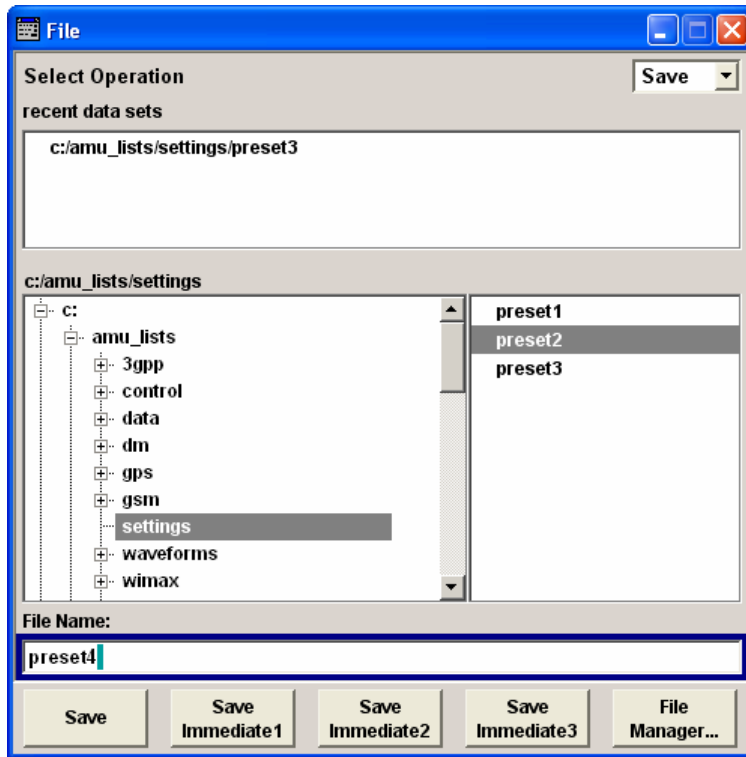 File
Select Operation
Save
recent data sets
c:/amu_lists/settings/preset3
c:/amu_lists/settings
c:
amu_lists
3gpp
control
data
dm
gps
gsm
settings
waveforms
wimax
preset1
preset2
preset3
File Name:
preset4
Save
Save Immediate1
Save Immediate2
Save Immediate3
File Manager...